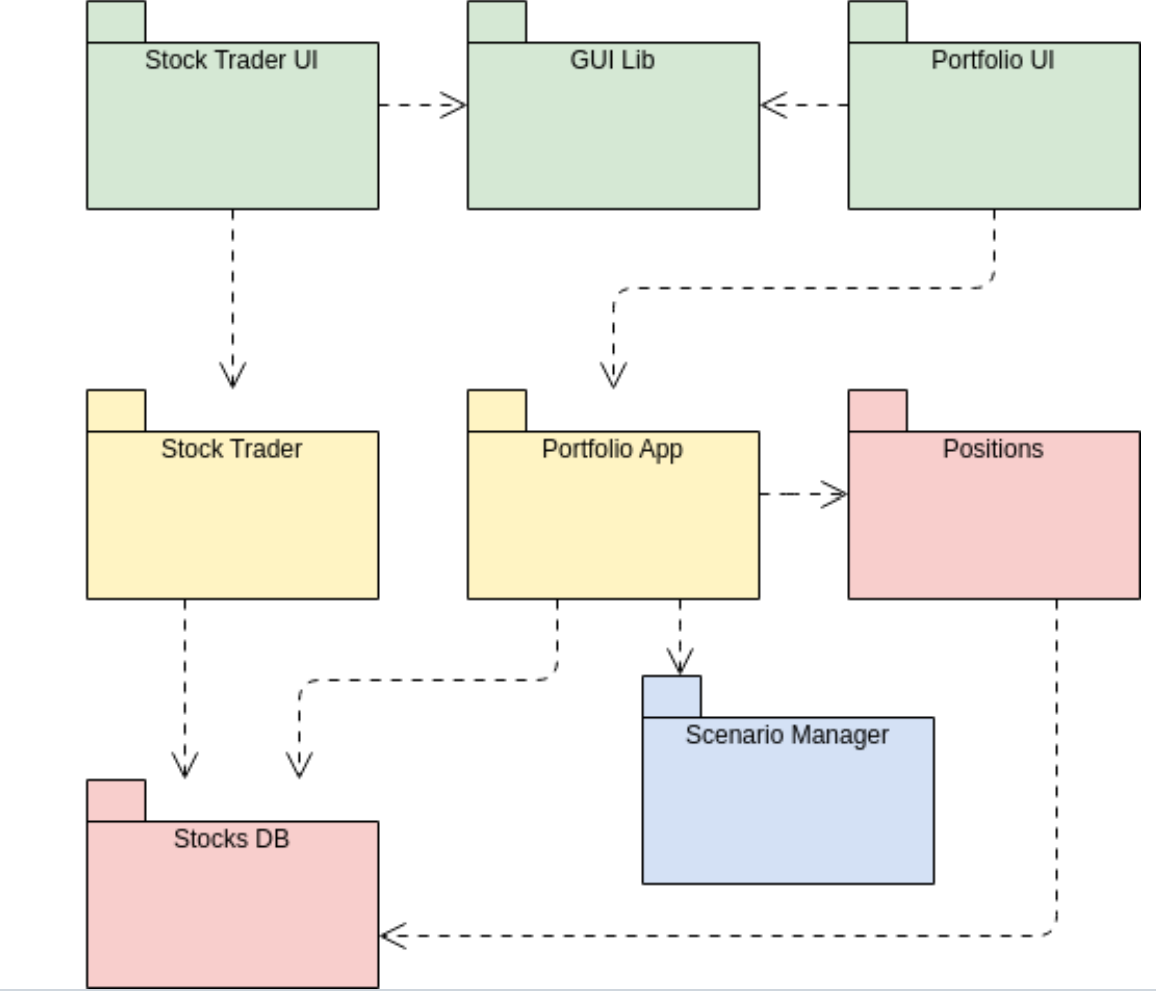 Stock Trader UI
GUI Lib
Portfolio UI
Stock Trader
Portfolio App
Positions
Scenario Manager
Stocks DB